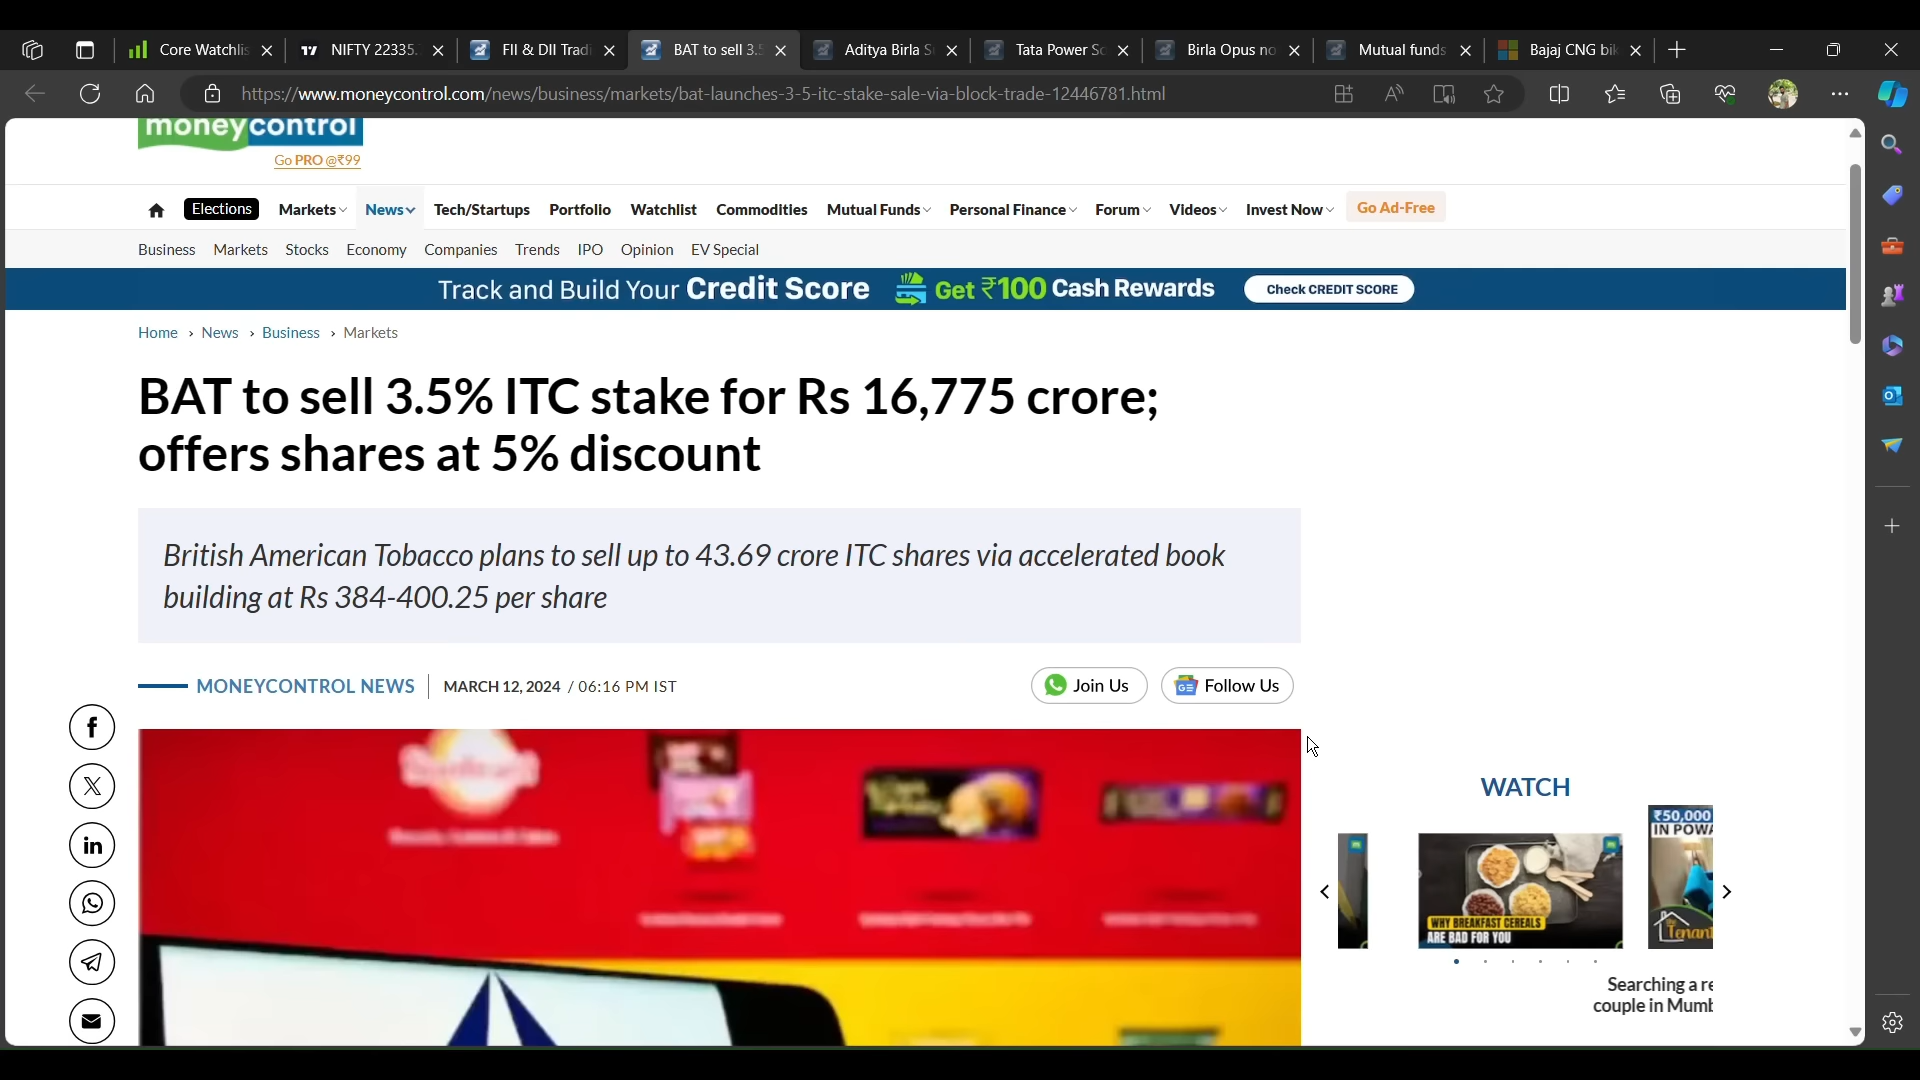 Core Watchlis
NIFTY 22335.
FII & DII Tradi
BAT to sell 3.5
Aditya Birla S
Tata Power So
Birla Opus no
Mutual funds
Bajaj CNG bik
https://www.moneycontrol.com/news/business/markets/bat-launches-3-5-itc-stake-sale-via-block-trade-12446781.html
moneycontrol
Go PRO @₹99
Elections Markets News Tech/Startups Portfolio Watchlist Commodities Mutual Funds Personal Finance Forum Videos Invest Now Go Ad-Free
Business Markets Stocks Economy Companies Trends IPO Opinion EV Special
Track and Build Your Credit Score Get ₹100 Cash Rewards Check CREDIT SCORE
Home › News › Business › Markets
BAT to sell 3.5% ITC stake for Rs 16,775 crore;
offers shares at 5% discount
British American Tobacco plans to sell up to 43.69 crore ITC shares via accelerated book
building at Rs 384-400.25 per share
MONEYCONTROL NEWS MARCH 12, 2024 / 06:16 PM IST
Join Us
Follow Us
WATCH
WHY BREAKFAST CEREALS
ARE BAD FOR YOU
₹50,000
IN POWA
Tenant
Searching a re
couple in Mumb